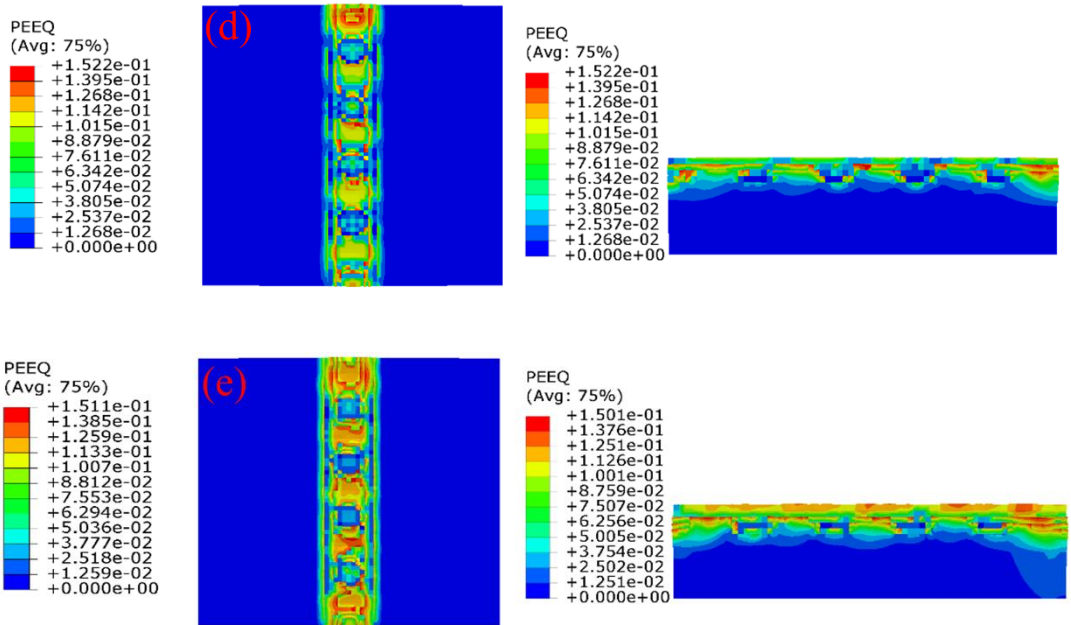 PEEQ
(Avg: 75%)
+1.522e-01
+1.395e-01
+1.268e-01
+1.142e-01
+1.015e-01
+8.879e-02
+7.611e-02
+6.342e-02
+5.074e-02
+3.805e-02
+2.537e-02
+1.268e-02
+0.000e+00
(d)
PEEQ
(Avg: 75%)
+1.522e-01
+1.395e-01
+1.268e-01
+1.142e-01
+1.015e-01
+8.879e-02
+7.611e-02
+6.342e-02
+5.074e-02
+3.805e-02
+2.537e-02
+1.268e-02
+0.000e+00
PEEQ
(Avg: 75%)
+1.511e-01
+1.385e-01
+1.259e-01
+1.133e-01
+1.007e-01
+8.812e-02
+7.553e-02
+6.294e-02
+5.036e-02
+3.777e-02
+2.518e-02
+1.259e-02
+0.000e+00
(e)
PEEQ
(Avg: 75%)
+1.501e-01
+1.376e-01
+1.251e-01
+1.126e-01
+1.001e-01
+8.759e-02
+7.507e-02
+6.256e-02
+5.005e-02
+3.754e-02
+2.502e-02
+1.251e-02
+0.000e+00